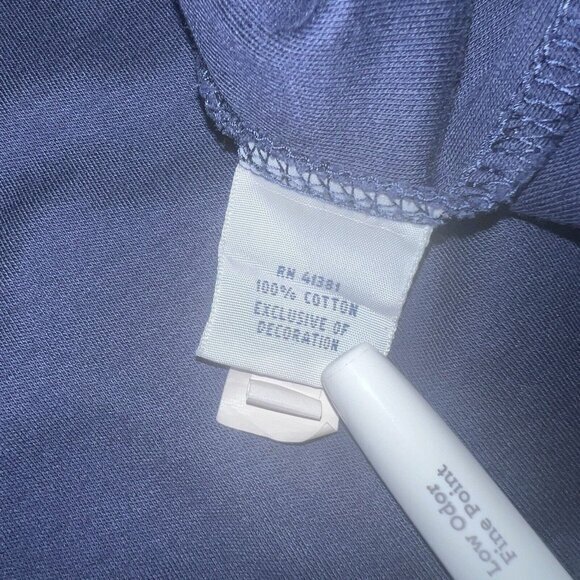 RN 41381
100% COTTON
EXCLUSIVE OF
DECORATION
Low Odor
Fine Point